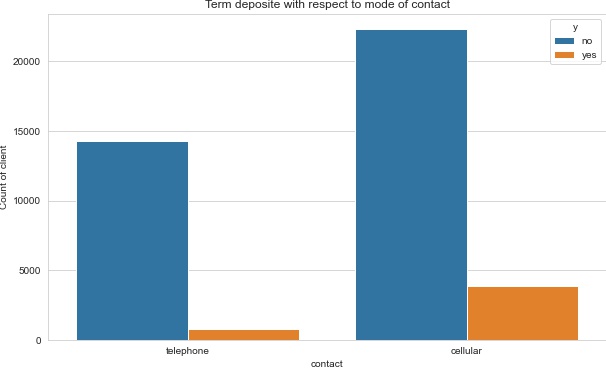 Term deposite with respect to mode of contact
y
no
yes
20000
15000
10000
5000
0
Count of client
telephone
cellular
contact